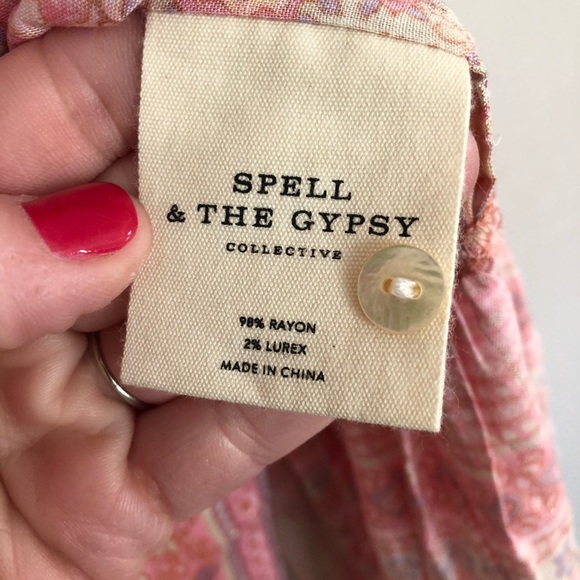 SPELL
& THE GYPSY
COLLECTIVE
98% RAYON
2% LUREX
MADE IN CHINA